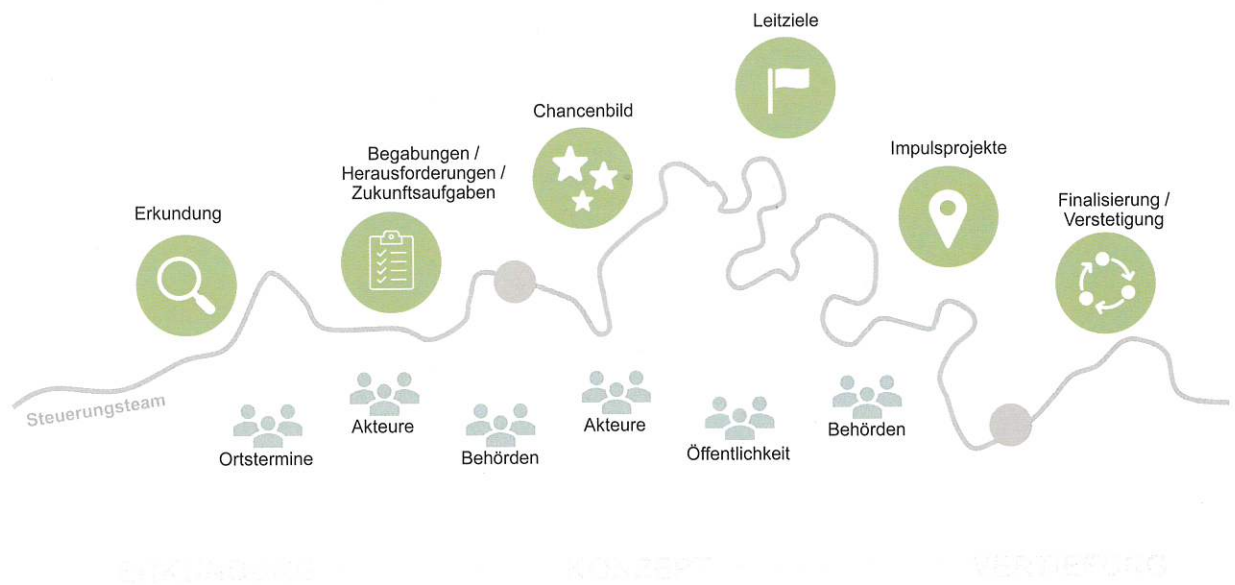 Leitziele
Chancenbild
Begabungen /
Herausforderungen /
Zukunftsaufgaben
Impulsprojekte
Erkundung
Finalisierung /
Verstetigung
Steuerungsteam
Ortstermine
Akteure
Behörden
Akteure
Öffentlichkeit
Behörden